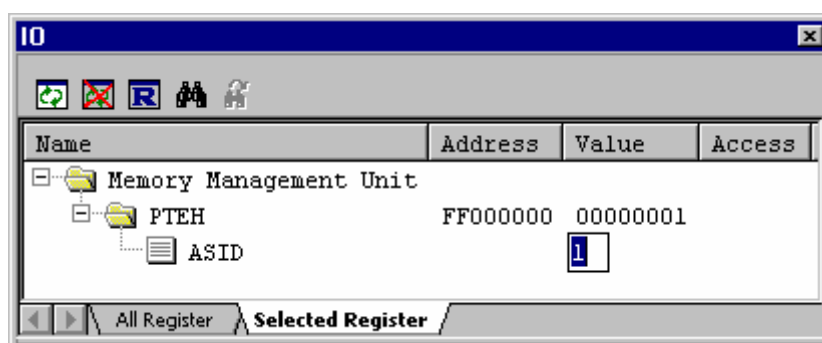 IO
R
Name Address Value Access
Memory Management Unit
PTEH FF000000 00000001
ASID 1
All Register Selected Register